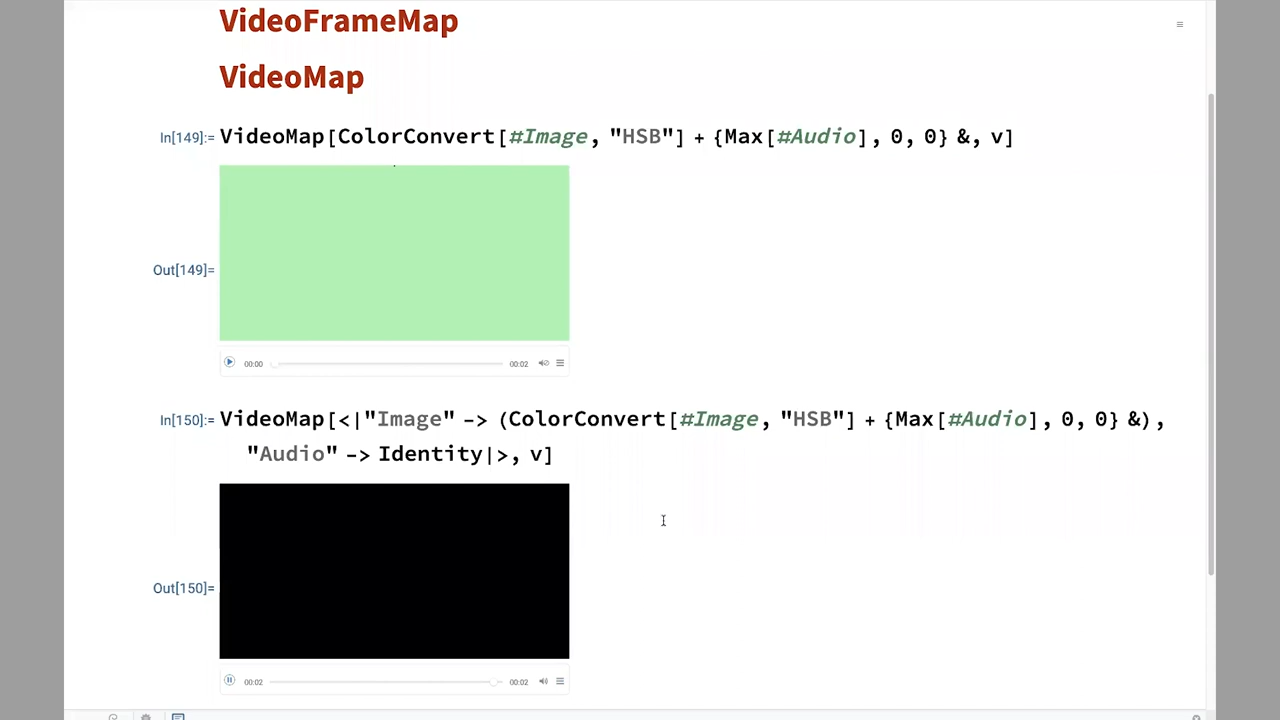 VideoFrameMap
VideoMap
In[149]:= VideoMap[ColorConvert[#Image, "HSB"] + {Max[#Audio], 0, 0} &, v]
Out[149]=
00:00 00:02
In[150]:= VideoMap[<|"Image" -> (ColorConvert[#Image, "HSB"] + {Max[#Audio], 0, 0} &),
"Audio" -> Identity|>, v]
Out[150]=
00:02 00:02